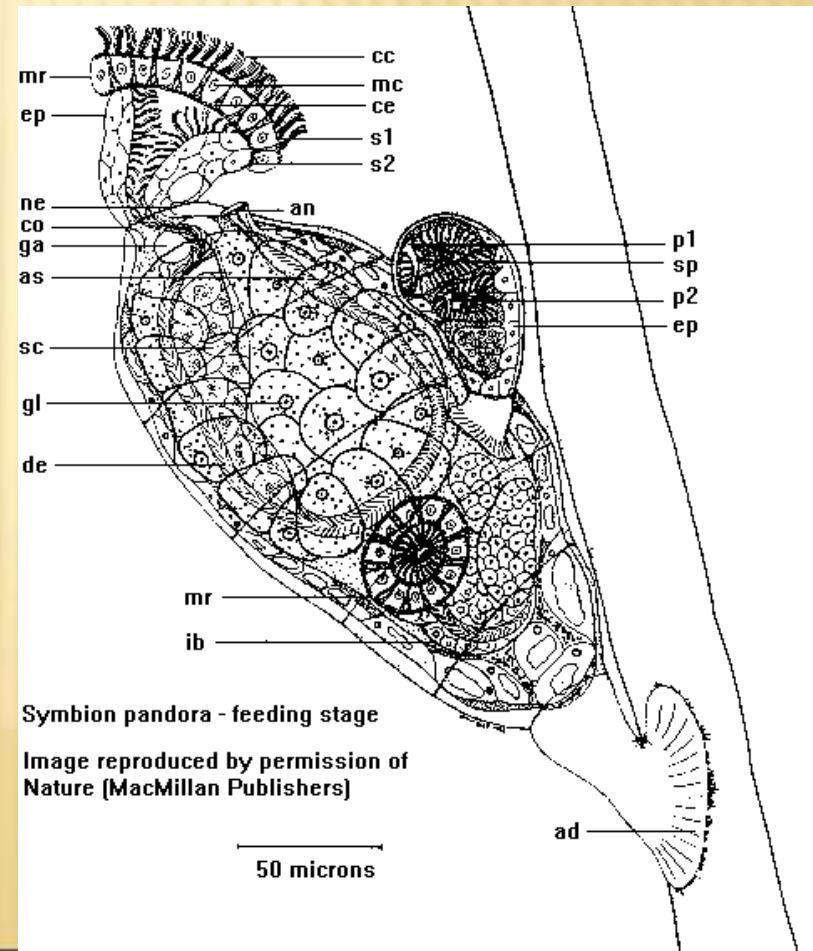 cc
mr
mc
ce
ep
s1
s2
ne
an
co
ga
p1
sp
as
p2
ep
sc
gl
de
mr
ib
Symbion pandora - feeding stage
Image reproduced by permission of
Nature (MacMillan Publishers)
ad
50 microns